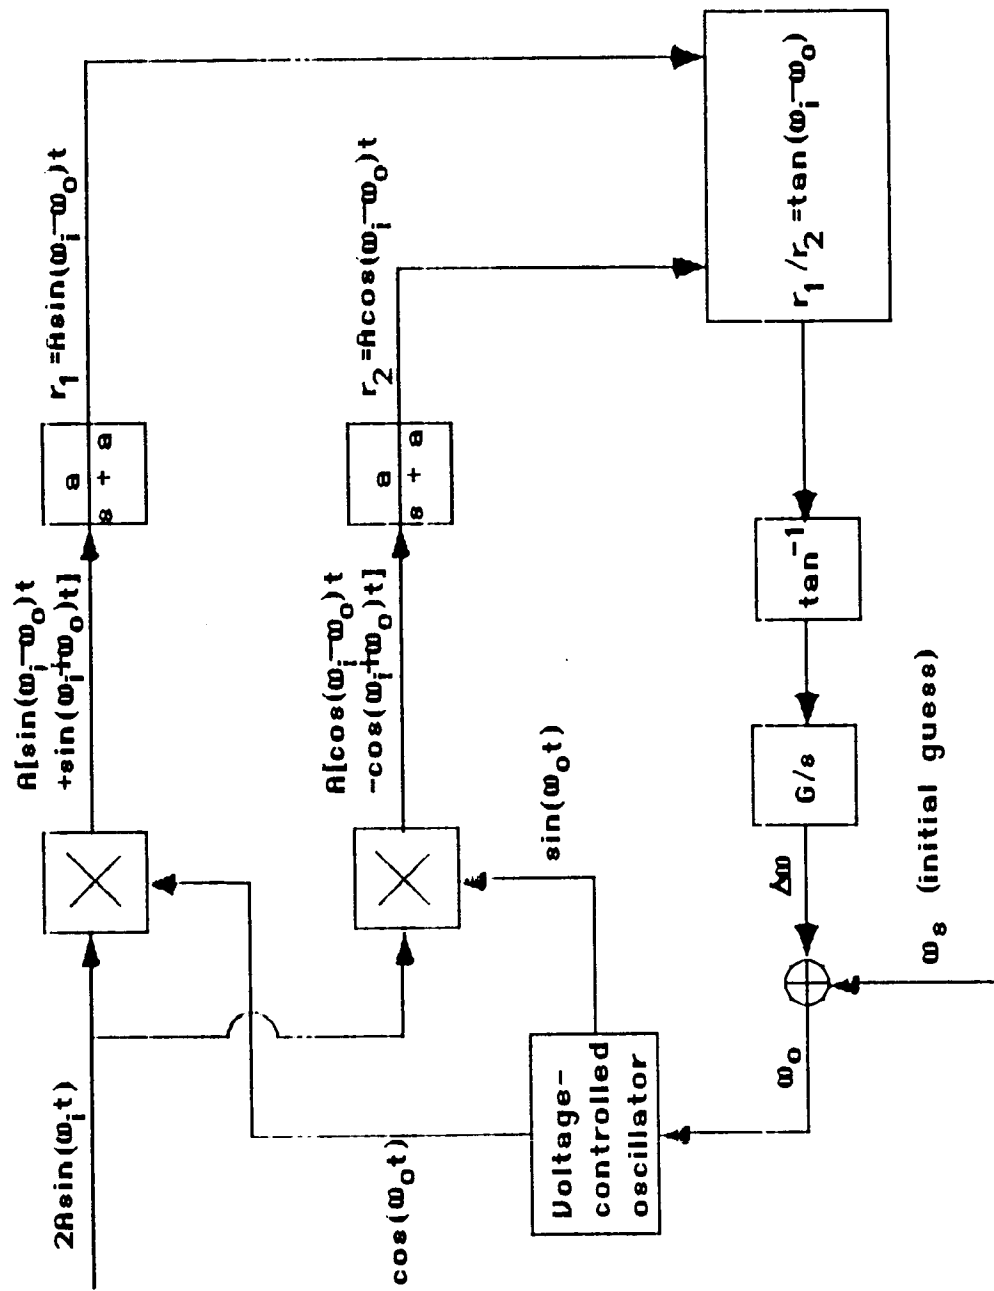 2Asin(ωᵢt)
A[sin(ωᵢ-ωₒ)t
+sin(ωᵢ+ωₒ)t]
a
s + a
r₁=Asin(ωᵢ-ωₒ)t
A[cos(ωᵢ-ωₒ)t
-cos(ωᵢ+ωₒ)t]
a
s + a
r₂=Acos(ωᵢ-ωₒ)t
cos(ωₒt)
sin(ωₒt)
Voltage-
controlled
oscillator
ωₒ
Δω
G/s
tan⁻¹
r₁/r₂=tan(ωᵢ-ωₒ)
ωₛ (initial guess)